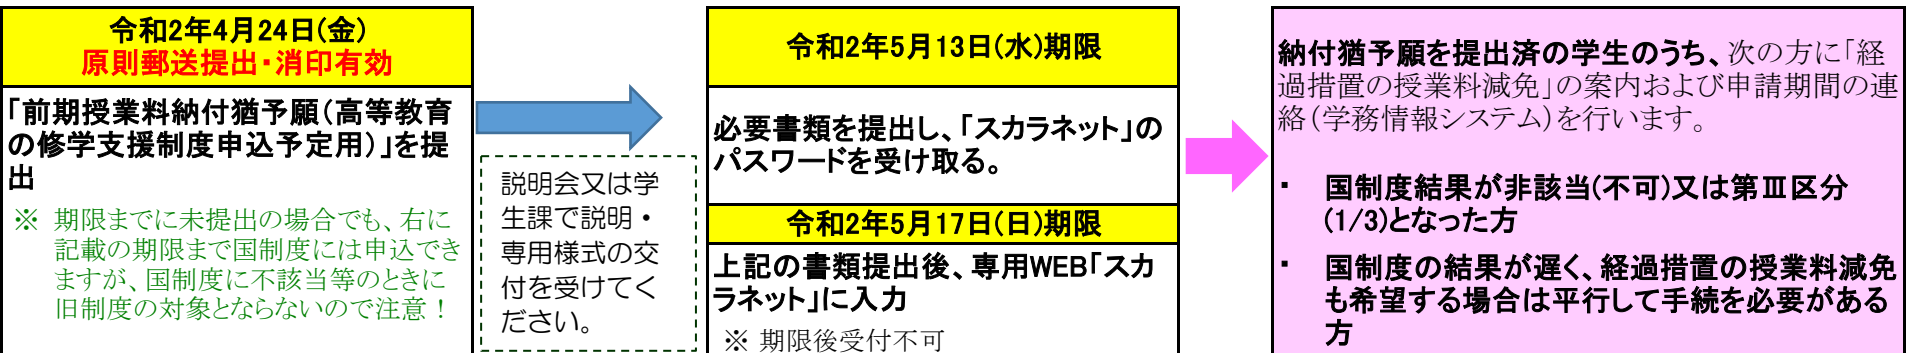 令和2年4月24日(金)
原則郵送提出・消印有効
「前期授業料納付猶予願(高等教育
の修学支援制度申込予定用)」を提
出
※ 期限までに未提出の場合でも、右に
記載の期限まで国制度には申込でき
ますが、国制度に不該当等のときに
旧制度の対象とならないので注意！
説明会又は学
生課で説明・
専用様式の交
付を受けてく
ださい。
令和2年5月13日(水)期限
必要書類を提出し、「スカラネット」の
パスワードを受け取る。
令和2年5月17日(日)期限
上記の書類提出後、専用WEB「スカ
ラネット」に入力
※ 期限後受付不可
納付猶予願を提出済の学生のうち、次の方に「経
過措置の授業料減免」の案内および申請期間の連
絡(学務情報システム)を行います。
・ 国制度結果が非該当(不可)又は第Ⅲ区分
(1/3)となった方
・ 国制度の結果が遅く、経過措置の授業料減免
も希望する場合は平行して手続を必要がある
方